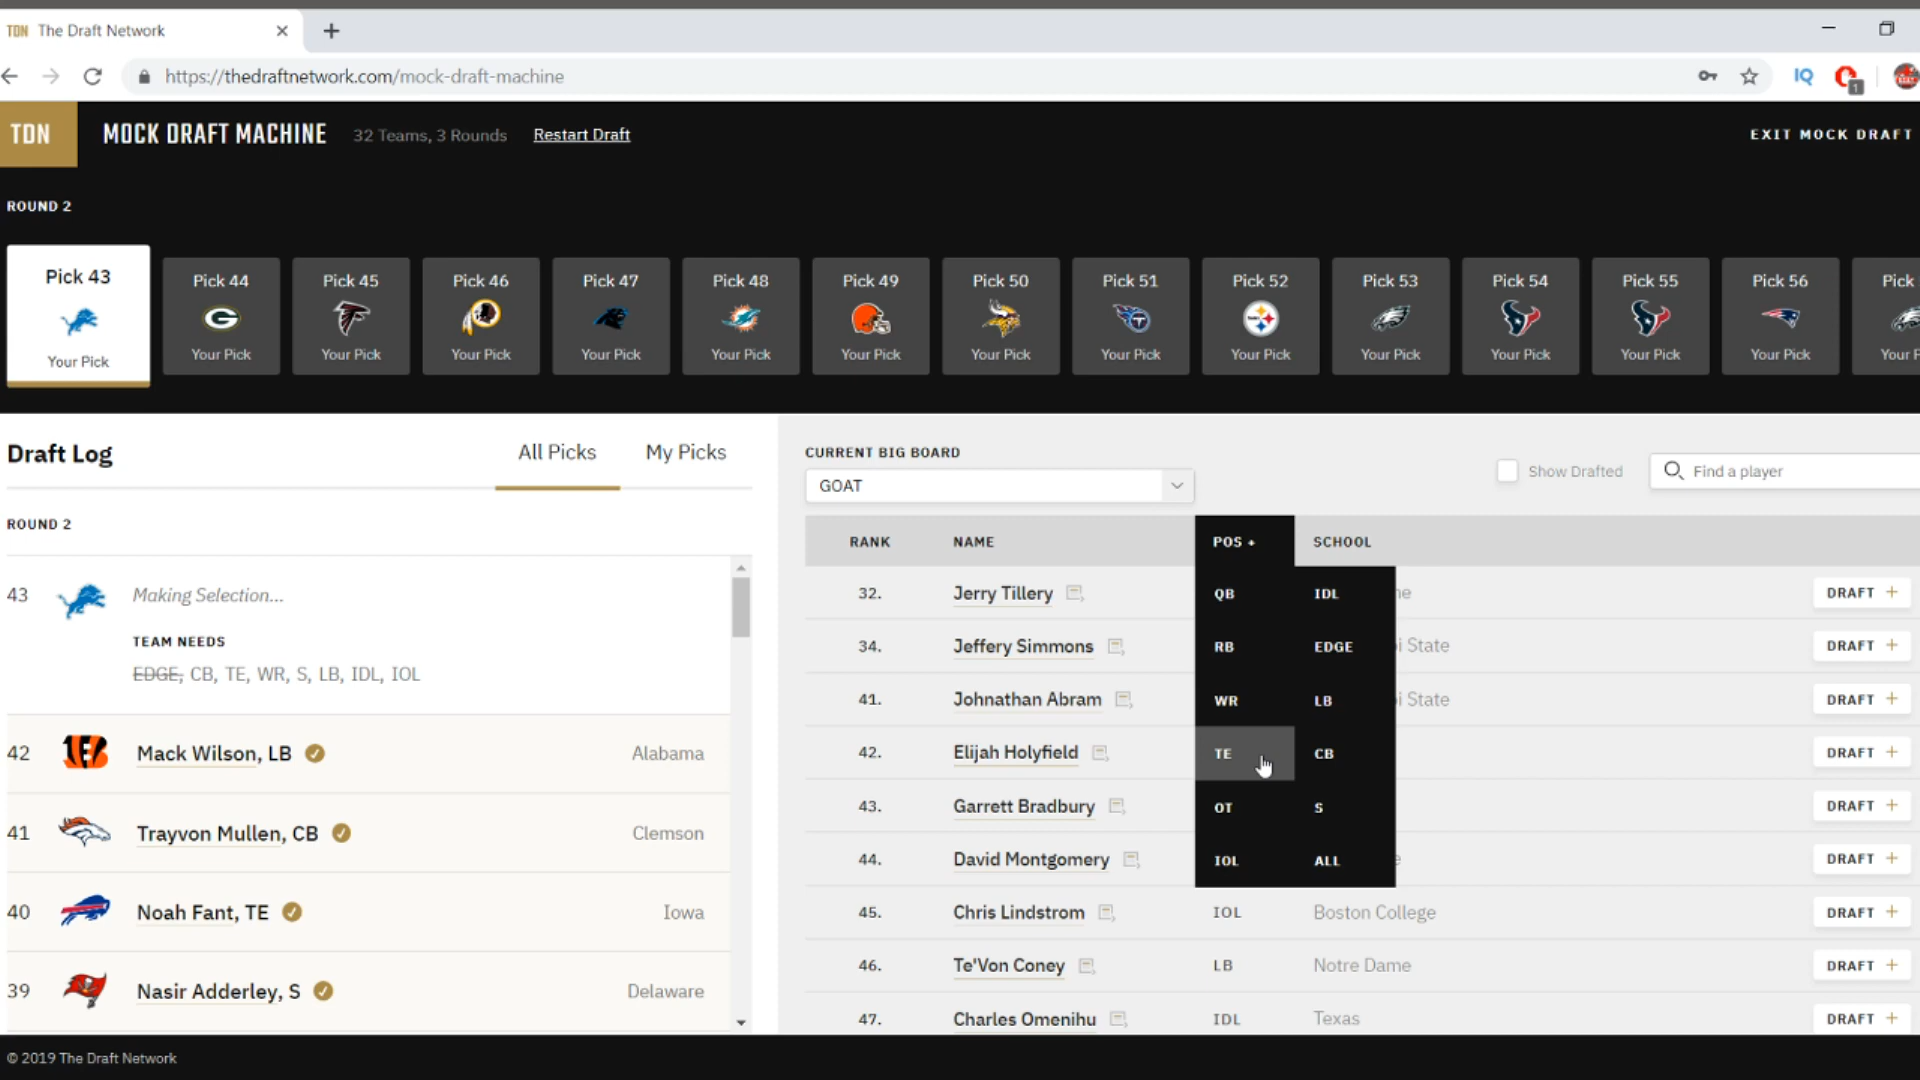 TDN The Draft Network
https://thedraftnetwork.com/mock-draft-machine
IQ
1
TDN MOCK DRAFT MACHINE 32 Teams, 3 Rounds Restart Draft EXIT MOCK DRAFT
ROUND 2
Pick 43 Pick 44 Pick 45 Pick 46 Pick 47 Pick 48 Pick 49 Pick 50 Pick 51 Pick 52 Pick 53 Pick 54 Pick 55 Pick 56 Pick
Your Pick Your Pick Your Pick Your Pick Your Pick Your Pick Your Pick Your Pick Your Pick Your Pick Your Pick Your Pick Your Pick Your Pick Your P
Draft Log All Picks My Picks
ROUND 2
43 Making Selection...
TEAM NEEDS
EDGE, CB, TE, WR, S, LB, IDL, IOL
42 Mack Wilson, LB Alabama
41 Trayvon Mullen, CB Clemson
40 Noah Fant, TE Iowa
39 Nasir Adderley, S Delaware
CURRENT BIG BOARD
GOAT
Show Drafted
Find a player
RANK NAME POS + SCHOOL
32. Jerry Tillery QB IDL ne DRAFT +
34. Jeffery Simmons RB EDGE i State DRAFT +
41. Johnathan Abram WR LB i State DRAFT +
42. Elijah Holyfield TE CB DRAFT +
43. Garrett Bradbury OT S DRAFT +
44. David Montgomery IOL ALL e DRAFT +
45. Chris Lindstrom IOL Boston College DRAFT +
46. Te'Von Coney LB Notre Dame DRAFT +
47. Charles Omenihu IDL Texas DRAFT +
© 2019 The Draft Network